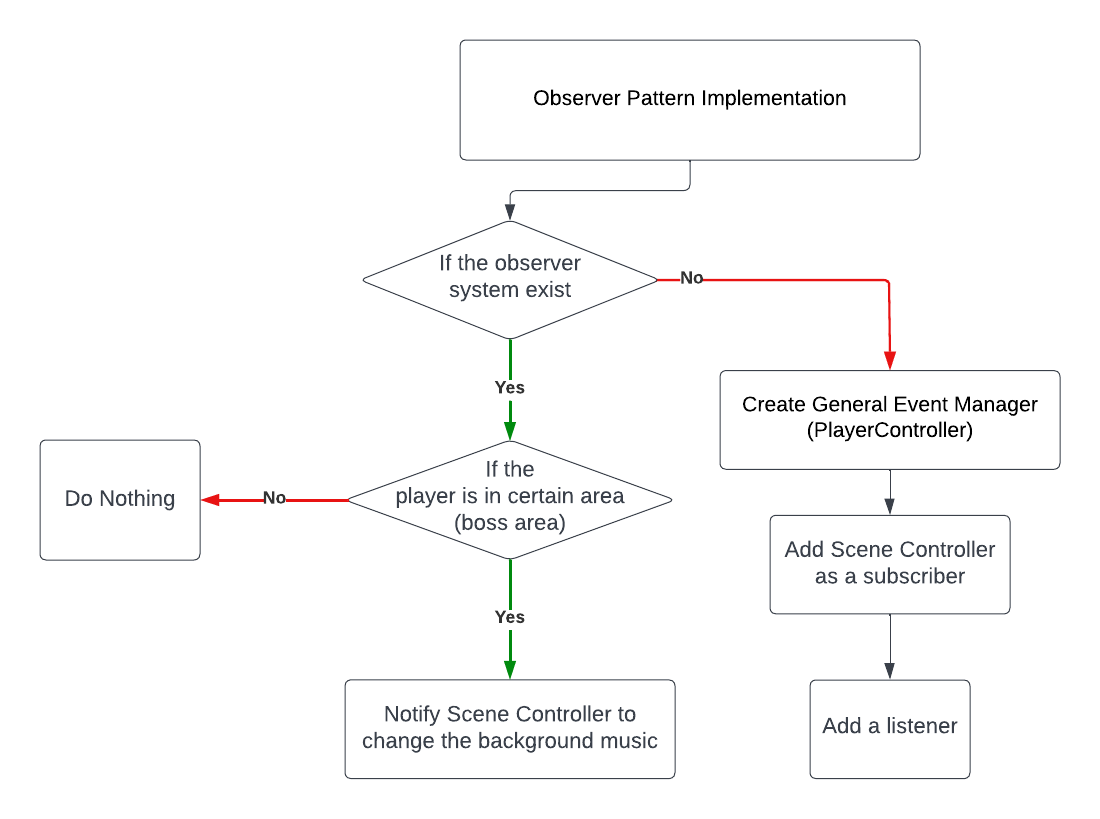 Observer Pattern Implementation
If the observer
system exist
No
Yes
Create General Event Manager
(PlayerController)
If the
player is in certain area
(boss area)
No
Do Nothing
Add Scene Controller
as a subscriber
Yes
Notify Scene Controller to
change the background music
Add a listener